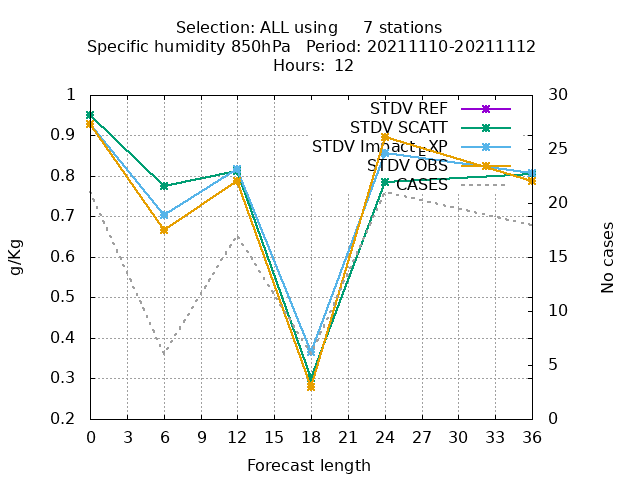 Selection: ALL using 7 stations
Specific humidity 850hPa Period: 20211110-20211112
Hours: 12
1
0.9
0.8
0.7
0.6
0.5
0.4
0.3
0.2
30
25
20
15
10
5
0
STDV REF
STDV SCATT
STDV Impact_EXP
STDV OBS
CASES
g/Kg
No cases
0 3 6 9 12 15 18 21 24 27 30 33 36
Forecast length